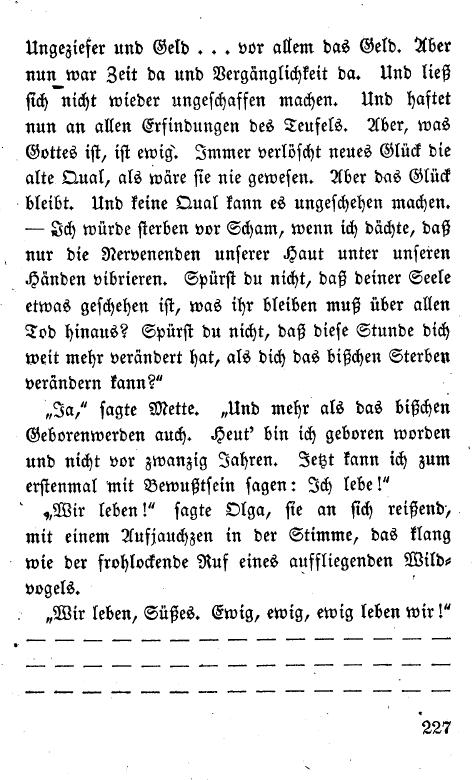 Ungeziefer und Geld . . . vor allem das Geld. Aber
nun war Zeit da und Vergänglichkeit da. Und ließ
sich nicht wieder ungeschaffen machen. Und haftet
nun an allen Erfindungen des Teufels. Aber, was
Gottes ist, ist ewig. Immer verlöscht neues Glück die
alte Qual, als wäre sie nie gewesen. Aber das Glück
bleibt. Und keine Qual kann es ungeschehen machen.
— Ich würde sterben vor Scham, wenn ich dächte, daß
nur die Nervenenden unserer Haut unter unseren
Händen vibrieren. Spürst du nicht, daß deiner Seele
etwas geschehen ist, was ihr bleiben muß über allen
Tod hinaus? Spürst du nicht, daß diese Stunde dich
weit mehr verändert hat, als dich das bißchen Sterben
verändern kann?“
„Ja,“ sagte Mette. „Und mehr als das bißchen
Geborenwerden auch. Heut’ bin ich geboren worden
und nicht vor zwanzig Jahren. Jetzt kann ich zum
erstenmal mit Bewußtsein sagen: Ich lebe!“
„Wir leben!“ sagte Olga, sie an sich reißend,
mit einem Aufjauchzen in der Stimme, das klang
wie der frohlockende Ruf eines auffliegenden Wild-
vogels.
„Wir leben, Süßes. Ewig, ewig, ewig leben wir!“
— — — — — — — — — — — — — —
— — — — — — — — — — — — — —
— — — — — — — — — — — — — —
227